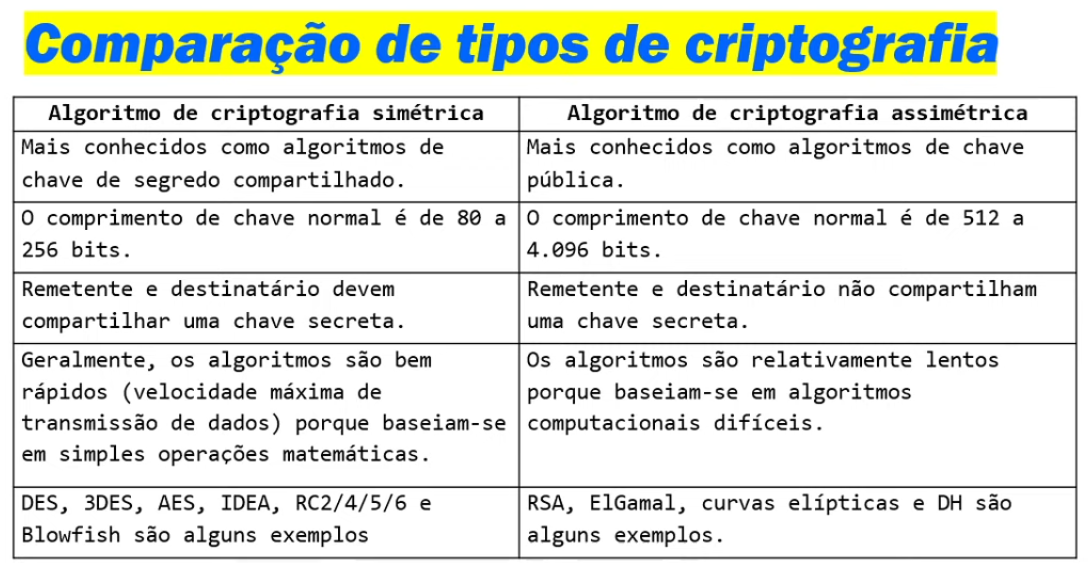 Comparação de tipos de criptografia
Algoritmo de criptografia simétrica
Algoritmo de criptografia assimétrica
Mais conhecidos como algoritmos de
chave de segredo compartilhado.
Mais conhecidos como algoritmos de chave
pública.
O comprimento de chave normal é de 80 a
256 bits.
O comprimento de chave normal é de 512 a
4.096 bits.
Remetente e destinatário devem
compartilhar uma chave secreta.
Remetente e destinatário não compartilham
uma chave secreta.
Geralmente, os algoritmos são bem
rápidos (velocidade máxima de
transmissão de dados) porque baseiam-se
em simples operações matemáticas.
Os algoritmos são relativamente lentos
porque baseiam-se em algoritmos
computacionais difíceis.
DES, 3DES, AES, IDEA, RC2/4/5/6 e
Blowfish são alguns exemplos
RSA, ElGamal, curvas elípticas e DH são
alguns exemplos.